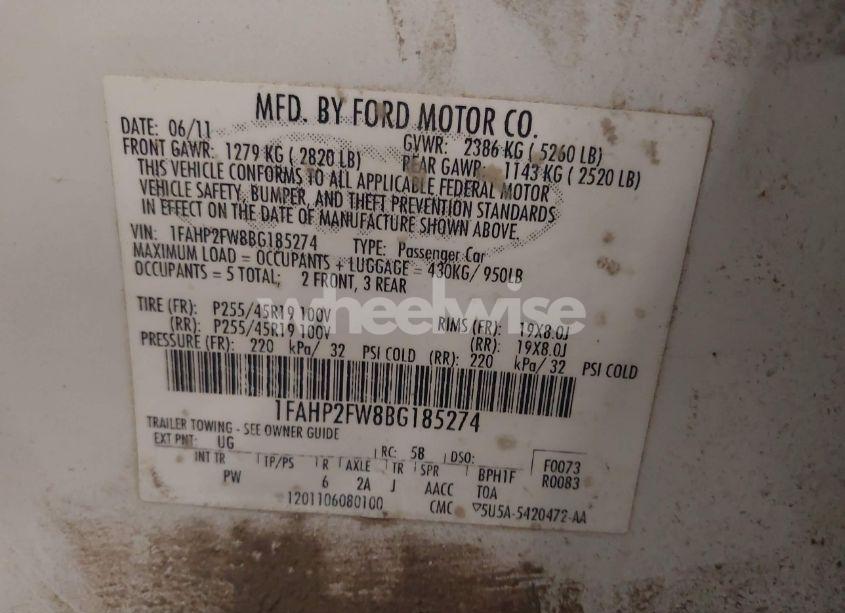 MFD. BY FORD MOTOR CO.
DATE: 06/11 GVWR: 2386 KG ( 5260 LB)
FRONT GAWR: 1279 KG ( 2820 LB) REAR GAWR: 1143 KG ( 2520 LB)
THIS VEHICLE CONFORMS TO ALL APPLICABLE FEDERAL MOTOR
VEHICLE SAFETY, BUMPER, AND THEFT PREVENTION STANDARDS
IN EFFECT ON THE DATE OF MANUFACTURE SHOWN ABOVE.
VIN: 1FAHP2FW8BG185274 TYPE: Passenger Car
MAXIMUM LOAD = OCCUPANTS + LUGGAGE = 430KG/ 950LB
OCCUPANTS = 5 TOTAL; 2 FRONT, 3 REAR
wheelwise
TIRE (FR): P255/45R19 100V RIMS (FR): 19X8.0J
(RR): P255/45R19 100V (RR): 19X8.0J
PRESSURE (FR): 220 kPa/ 32 PSI COLD (RR): 220 kPa/ 32 PSI COLD
1FAHP2FW8BG185274
TRAILER TOWING - SEE OWNER GUIDE
EXT PNT: UG RC: 58 DSO: F0073
INT TR TP/PS R AXLE TR SPR BPH1F R0083
PW 6 2A J AACC TOA
1201106080100 CMC ▽5U5A-5420472-AA